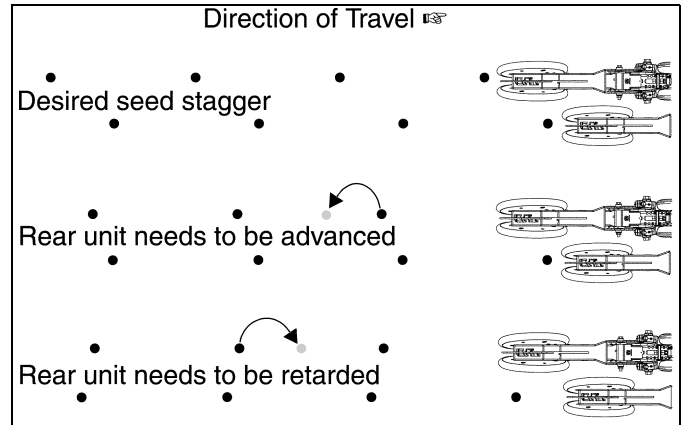 Direction of Travel ☞
Desired seed stagger
Rear unit needs to be advanced
Rear unit needs to be retarded